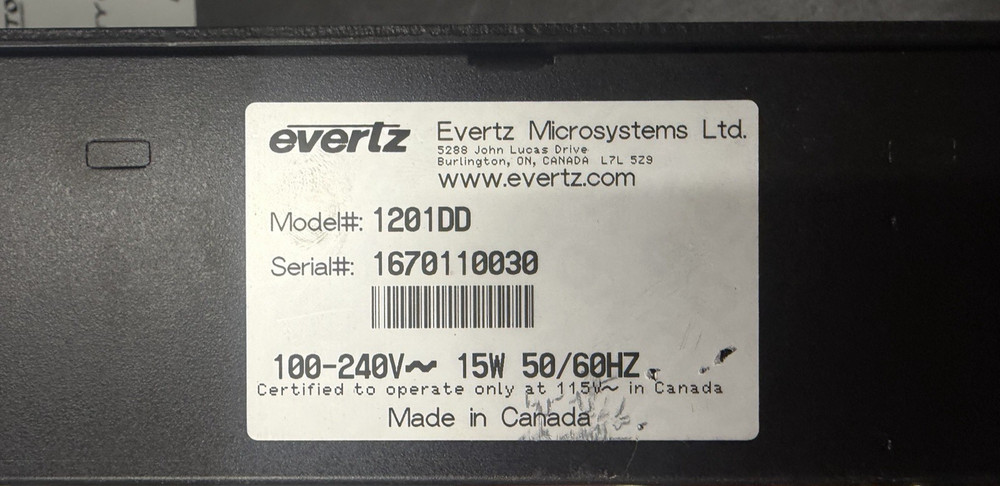 evertz
Evertz Microsystems Ltd.
5288 John Lucas Drive
Burlington, ON, CANADA L7L 5Z9
www.evertz.com
Model#: 1201DD
Serial#: 1670110030
100-240V~ 15W 50/60HZ
Certified to operate only at 115V~ in Canada
Made in Canada